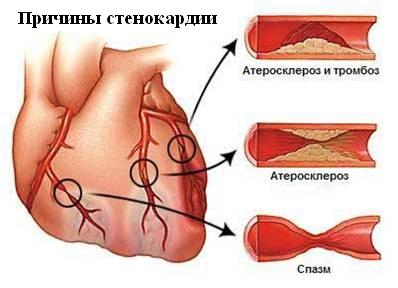 Причины стенокардии
Атеросклероз и тромбоз
Атеросклероз
Спазм